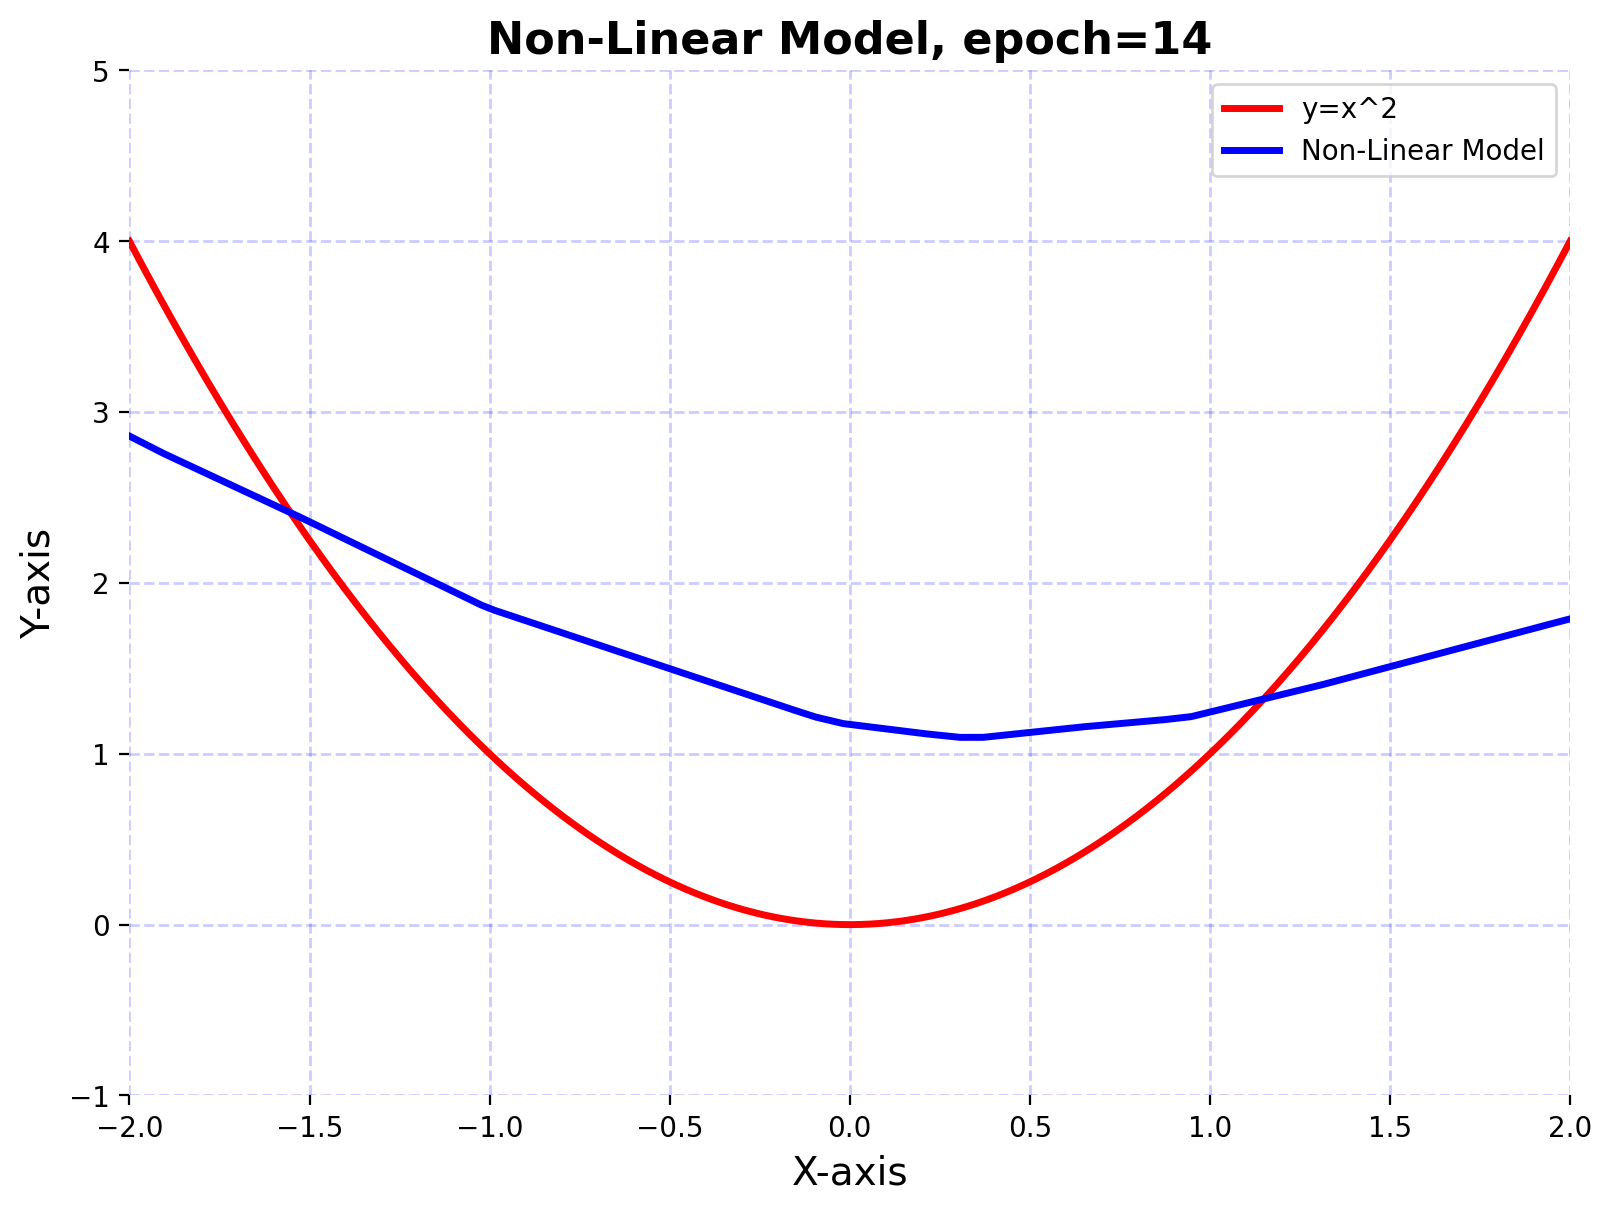 Non-Linear Model, epoch=14
y=x^2
Non-Linear Model
Y-axis
5
4
3
2
1
0
−1
−2.0 −1.5 −1.0 −0.5 0.0 0.5 1.0 1.5 2.0
X-axis